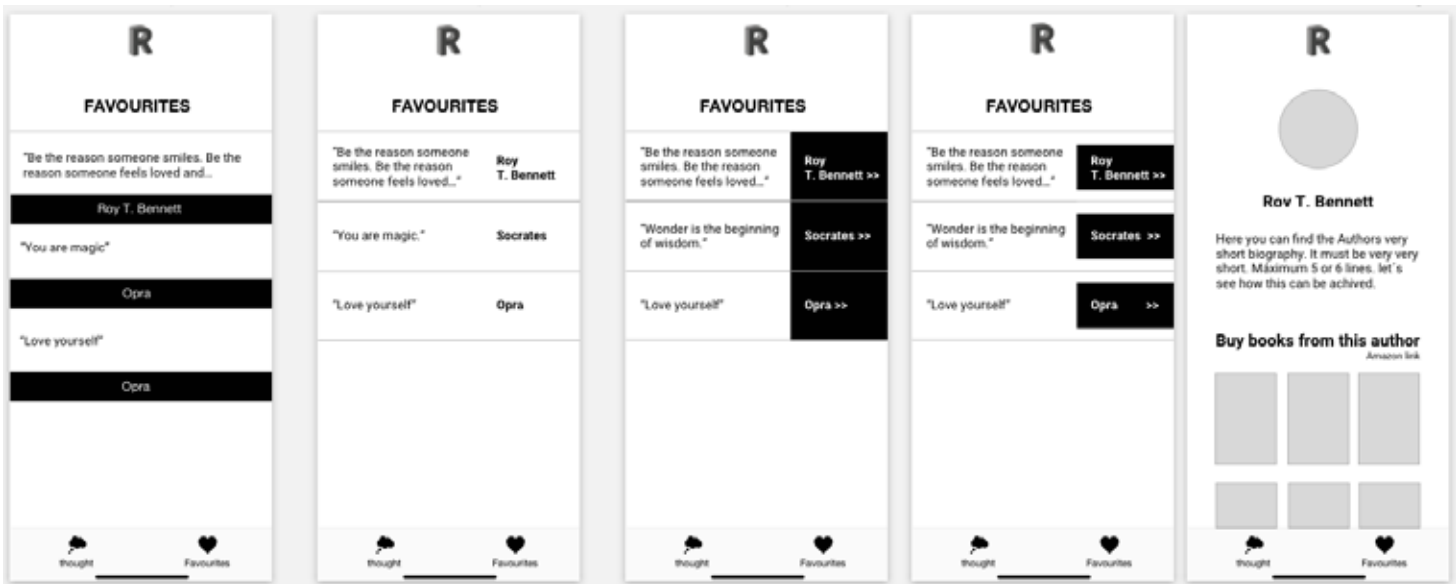 R
FAVOURITES
"Be the reason someone smiles. Be the
reason someone feels loved and...
Roy T. Bennett
"You are magic"
Opra
"Love yourself"
Opra
thought
Favourites
R
FAVOURITES
"Be the reason someone
smiles. Be the reason
someone feels loved..."
Roy
T. Bennett
"You are magic."
Socrates
"Love yourself"
Opra
thought
Favourites
R
FAVOURITES
"Be the reason someone
smiles. Be the reason
someone feels loved..."
Roy
T. Bennett >>
"Wonder is the beginning
of wisdom."
Socrates >>
"Love yourself"
Opra >>
thought
Favourites
R
FAVOURITES
"Be the reason someone
smiles. Be the reason
someone feels loved..."
Roy
T. Bennett >>
"Wonder is the beginning
of wisdom."
Socrates >>
"Love yourself"
Opra >>
thought
Favourites
R
Roy T. Bennett
Here you can find the Authors very
short biography. It must be very very
short. Máximum 5 or 6 lines. let´s
see how this can be achived.
Buy books from this author
Amazon link
thought
Favourites